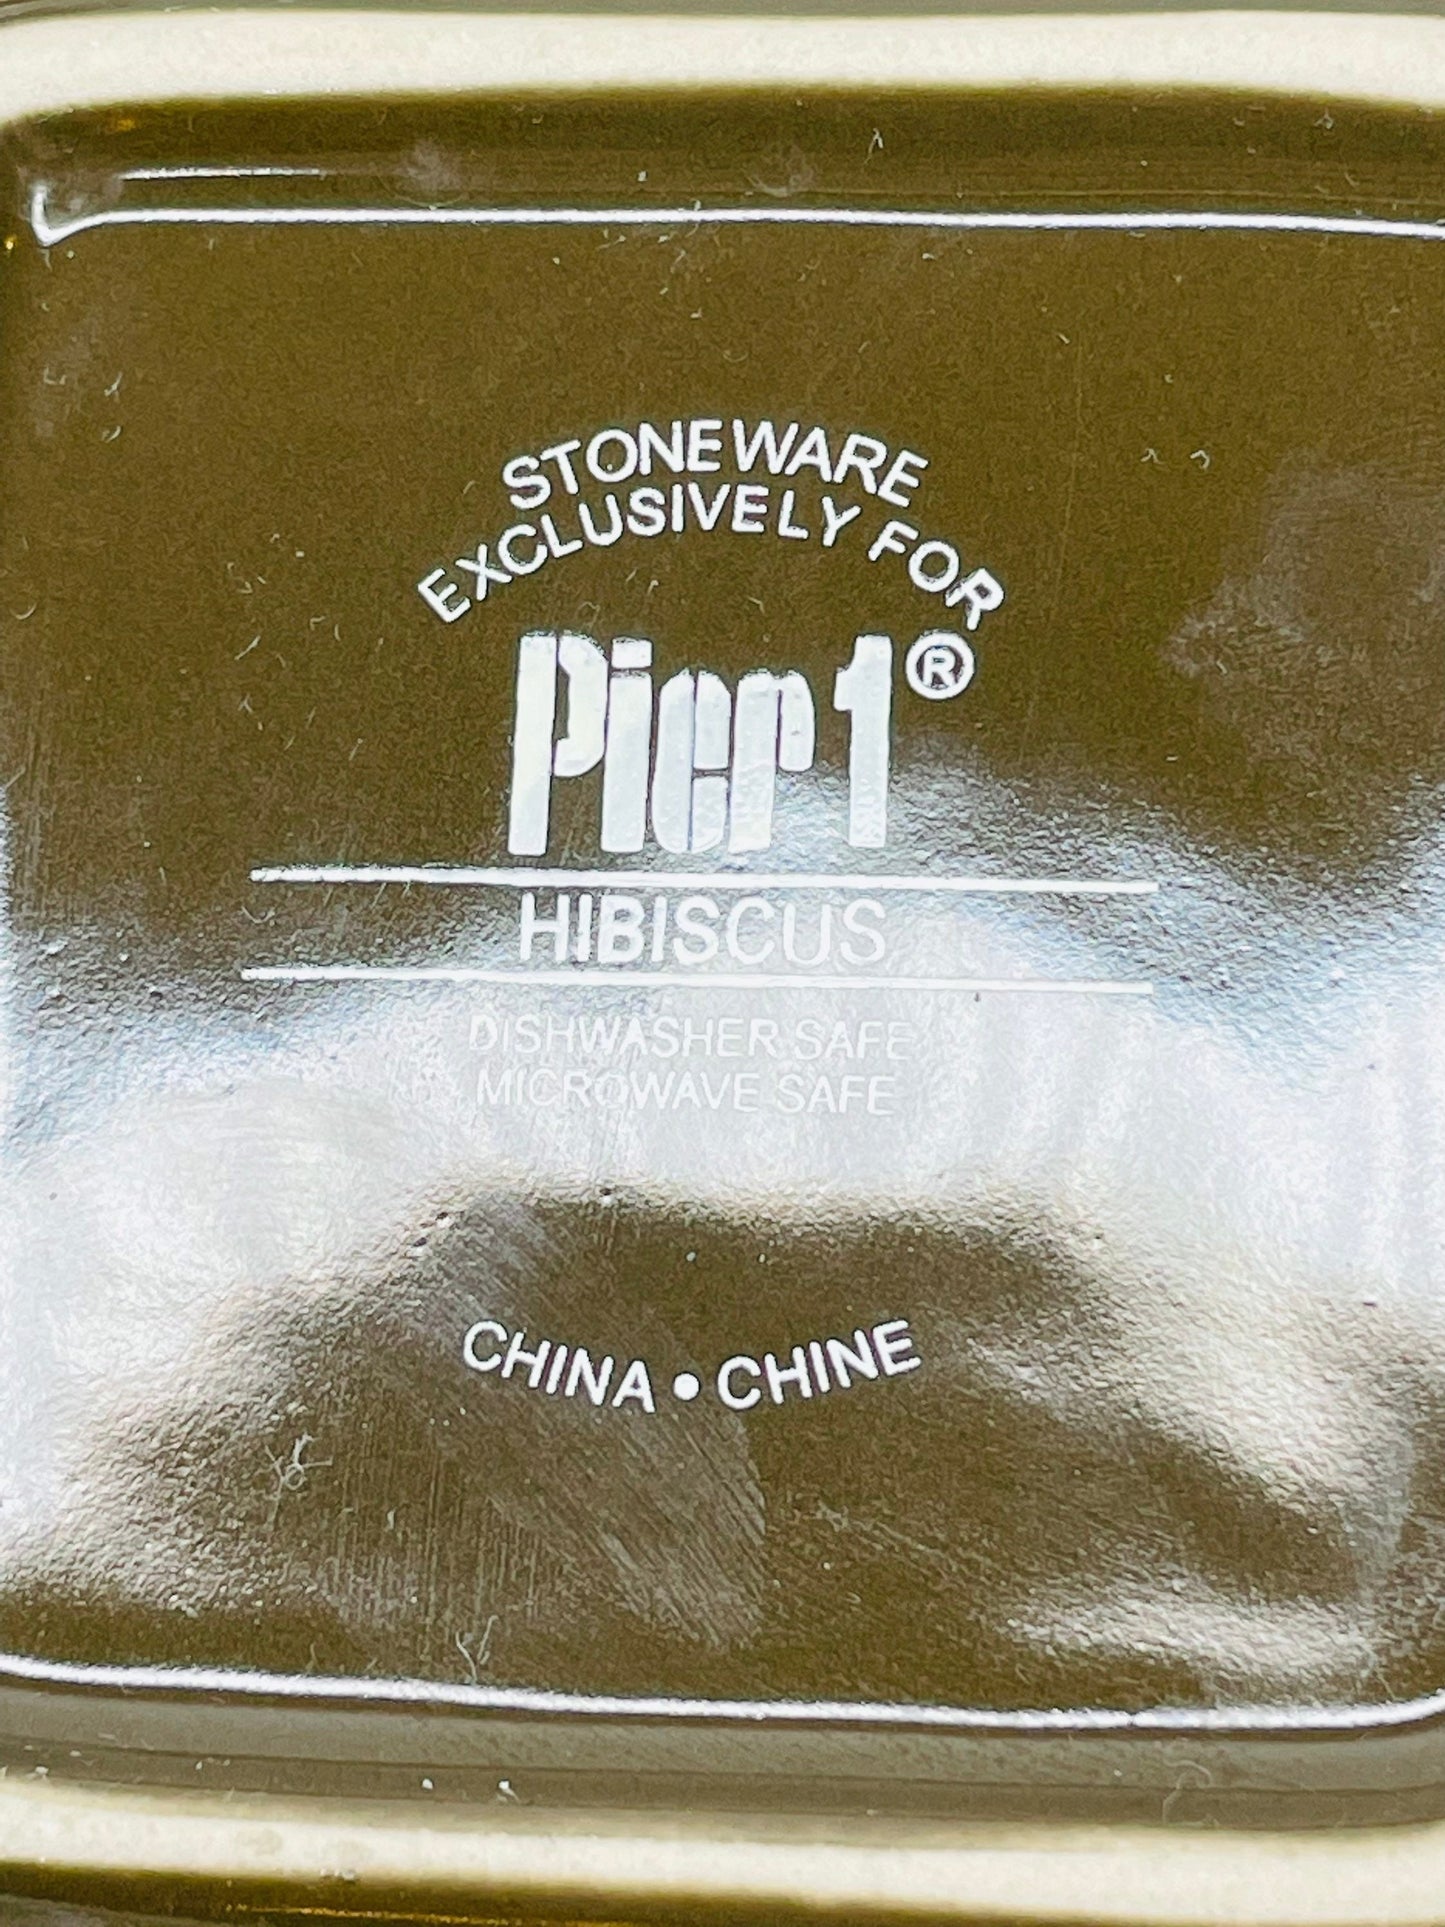 STONEWARE
EXCLUSIVELY FOR
Pier 1®
HIBISCUS
DISHWASHER SAFE
MICROWAVE SAFE
CHINA • CHINE